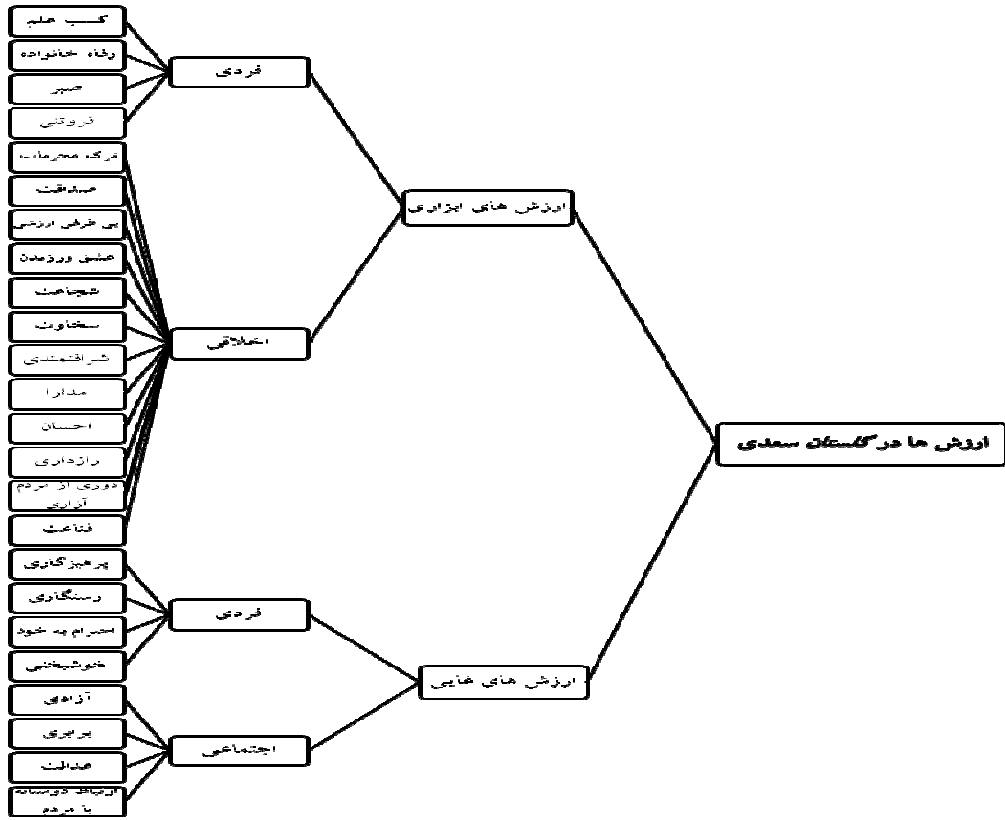 ارزش ها در گلستان سعدی
ارزش های ابزاری
فردی
کسب علم
رفاه خانواده
صبر
فروتنی
اخلاقی
ترک محرمات
صداقت
بی طرفی ارزشی
عشق ورزیدن
شجاعت
سخاوت
شرافتمندی
مدارا
احسان
رازداری
دوری از مردم
آزاری
قناعت
ارزش های غایی
فردی
پرهیزگاری
رستگاری
احترام به خود
خوشبختی
اجتماعی
آزادی
برابری
عدالت
ارتباط دوستانه
با مردم